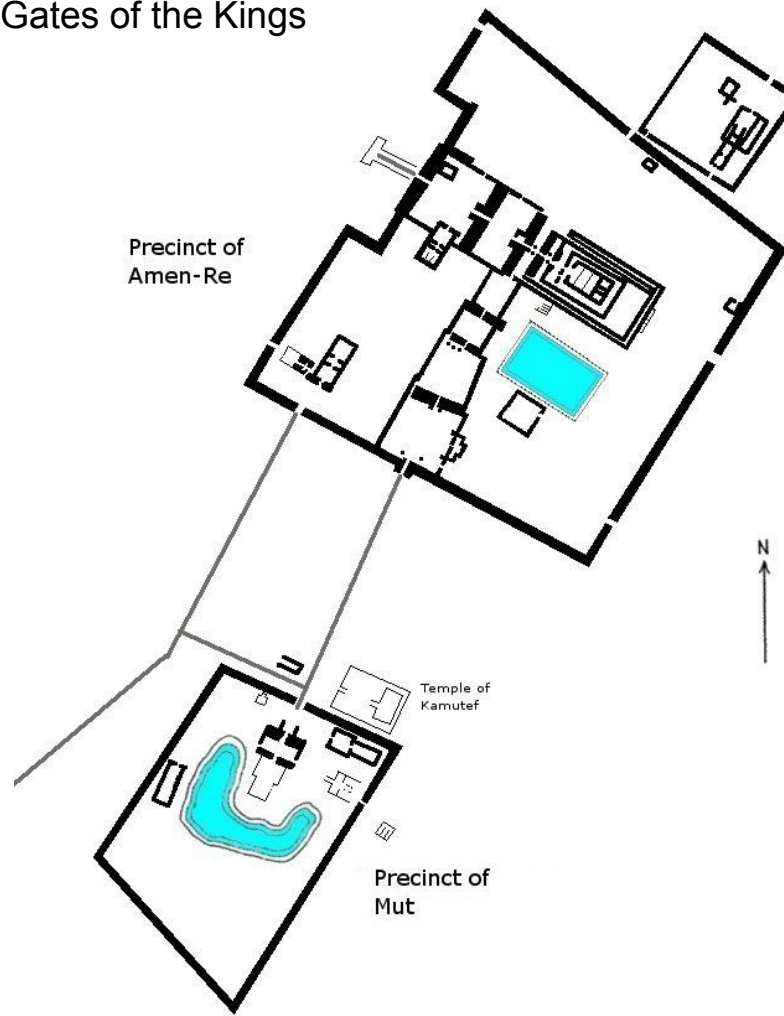 Gates of the Kings
Precinct of
Amen-Re
N
Temple of
Kamutef
Precinct of
Mut